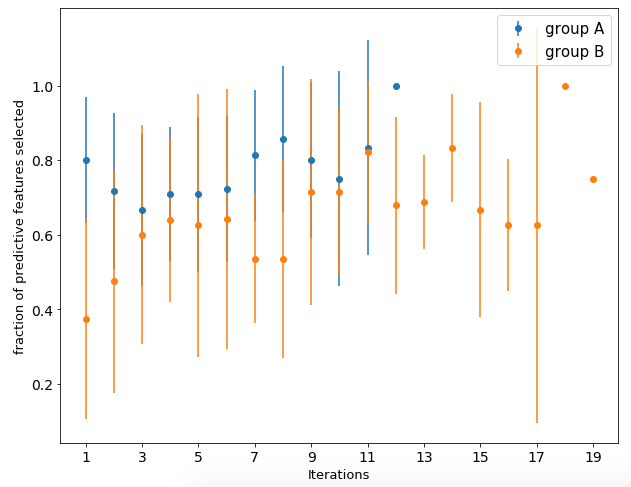 group A
group B
fraction of predictive features selected
1.0
0.8
0.6
0.4
0.2
1 3 5 7 9 11 13 15 17 19
Iterations